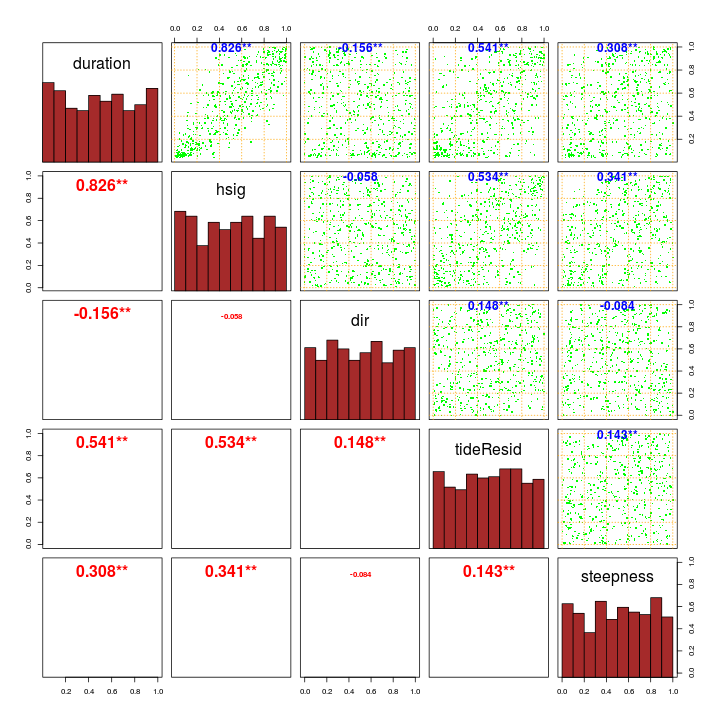 0.0 0.2 0.4 0.6 0.8 1.0 0.0 0.2 0.4 0.6 0.8 1.0
duration 0.826** -0.156** 0.541** 0.308**
0.2 0.4 0.6 0.8 1.0
0.0 0.2 0.4 0.6 0.8 1.0
0.826** hsig -0.058 0.534** 0.341**
-0.156** -0.058 dir 0.148** -0.084
0.0 0.2 0.4 0.6 0.8 1.0
0.0 0.2 0.4 0.6 0.8 1.0
0.541** 0.534** 0.148** tideResid 0.143**
0.308** 0.341** -0.084 0.143** steepness
0.0 0.2 0.4 0.6 0.8 1.0
0.2 0.4 0.6 0.8 1.0 0.0 0.2 0.4 0.6 0.8 1.0 0.0 0.2 0.4 0.6 0.8 1.0